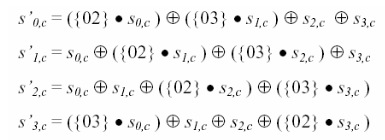 s'0,c = ({02} • s0,c ) ⊕ ({03} • s1,c ) ⊕ s2,c ⊕ s3,c
s'1,c = s0,c ⊕ ({02} • s1,c ) ⊕ ({03} • s2,c ) ⊕ s3,c
s'2,c = s0,c ⊕ s1,c ⊕ ({02} • s2,c ) ⊕ ({03} • s3,c )
s'3,c = ({03} • s0,c ) ⊕ s1,c ⊕ s2,c ⊕ ({02} • s3,c )